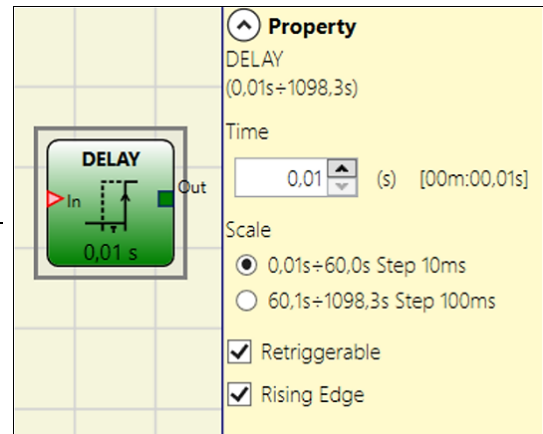 DELAY
In
Out
0,01 s
Property
DELAY
(0,01s÷1098,3s)
Time
0,01 (s) [00m:00,01s]
Scale
0,01s÷60,0s Step 10ms
60,1s÷1098,3s Step 100ms
Retriggerable
Rising Edge